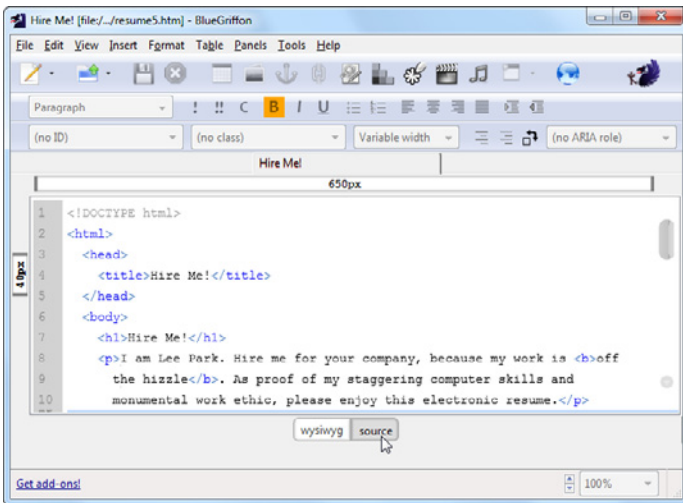 Hire Me! [file:/.../resume5.htm] - BlueGriffon
File Edit View Insert Format Table Panels Tools Help
Paragraph ! !! C B I U
(no ID) (no class) Variable width (no ARIA role)
Hire Me!
650px
40px
1 <!DOCTYPE html>
2 <html>
3 <head>
4 <title>Hire Me!</title>
5 </head>
6 <body>
7 <h1>Hire Me!</h1>
8 <p>I am Lee Park. Hire me for your company, because my work is <b>off
9 the hizzle</b>. As proof of my staggering computer skills and
10 monumental work ethic, please enjoy this electronic resume.</p>
wysiwyg source
Get add-ons! 100%